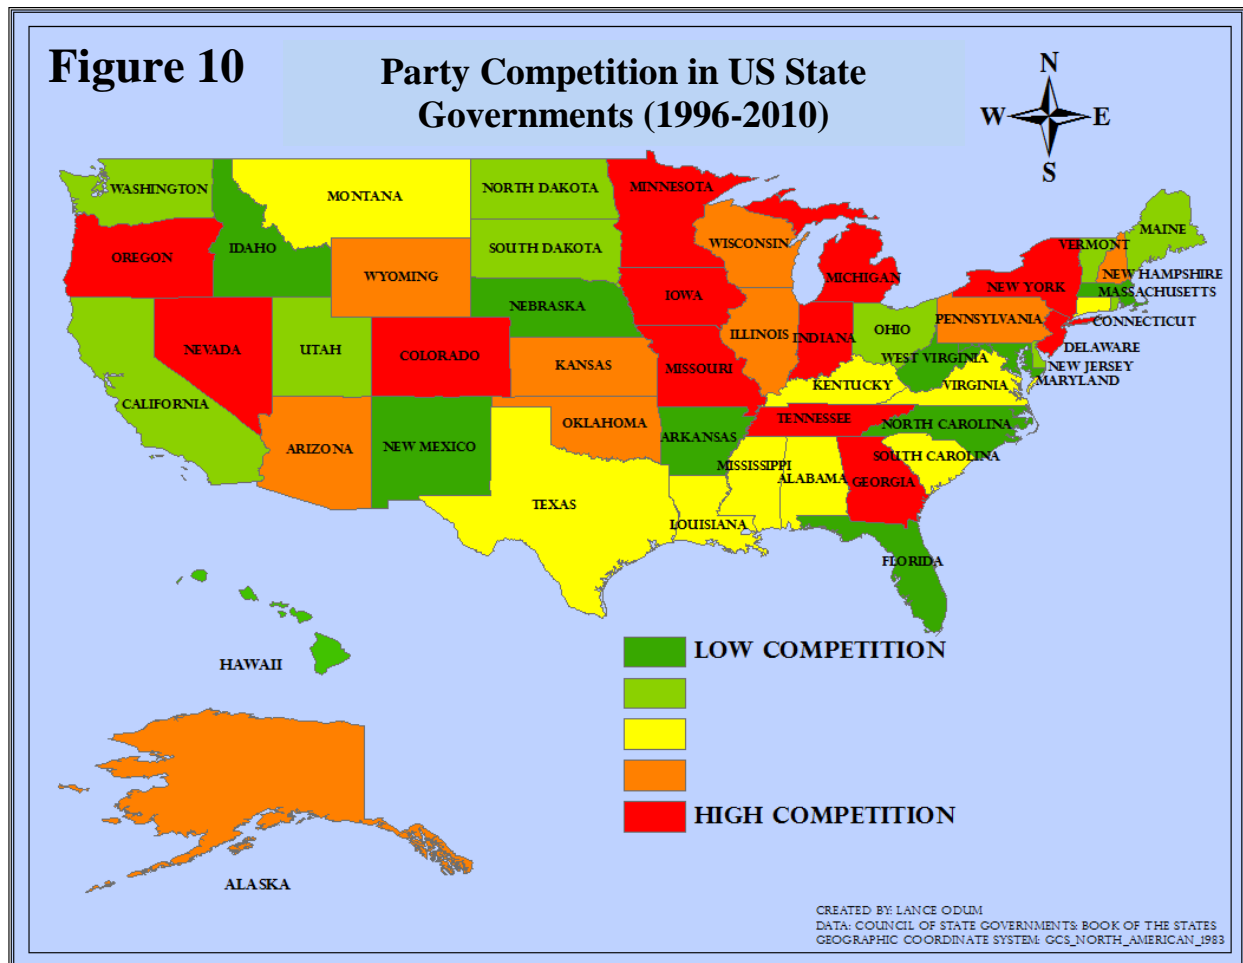 Figure 10
Party Competition in US State
Governments (1996-2010)
N
W
E
S
WASHINGTON
MONTANA
NORTH DAKOTA
MINNESOTA
MAINE
VERMONT
OREGON
IDAHO
SOUTH DAKOTA
WISCONSIN
NEW HAMPSHIRE
WYOMING
MICHIGAN
NEW YORK
MASSACHUSETTS
NEBRASKA
IOWA
PENNSYLVANIA
CONNECTICUT
NEVADA
UTAH
COLORADO
ILLINOIS
INDIANA
OHIO
DELAWARE
KANSAS
MISSOURI
WEST VIRGINIA
NEW JERSEY
MARYLAND
CALIFORNIA
KENTUCKY
VIRGINIA
ARIZONA
NEW MEXICO
OKLAHOMA
ARKANSAS
TENNESSEE
NORTH CAROLINA
MISSISSIPPI
ALABAMA
SOUTH CAROLINA
GEORGIA
TEXAS
LOUISIANA
FLORIDA
HAWAII
LOW COMPETITION
HIGH COMPETITION
ALASKA
CREATED BY: LANCE ODUM
DATA: COUNCIL OF STATE GOVERNMENTS: BOOK OF THE STATES
GEOGRAPHIC COORDINATE SYSTEM: GCS_NORTH_AMERICAN_1983